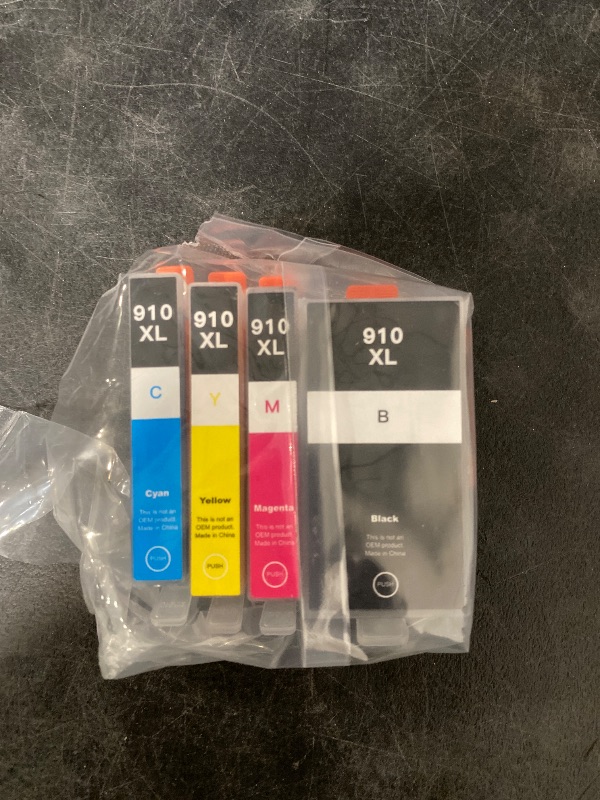 910
XL
C
Cyan
This is not an
OEM product.
Made in China
PUSH
910
XL
Y
Yellow
This is not an
OEM product.
Made in China
PUSH
910
XL
M
Magenta
This is not an
OEM product.
Made in China
PUSH
910
XL
B
Black
This is not an
OEM product.
Made in China
PUSH